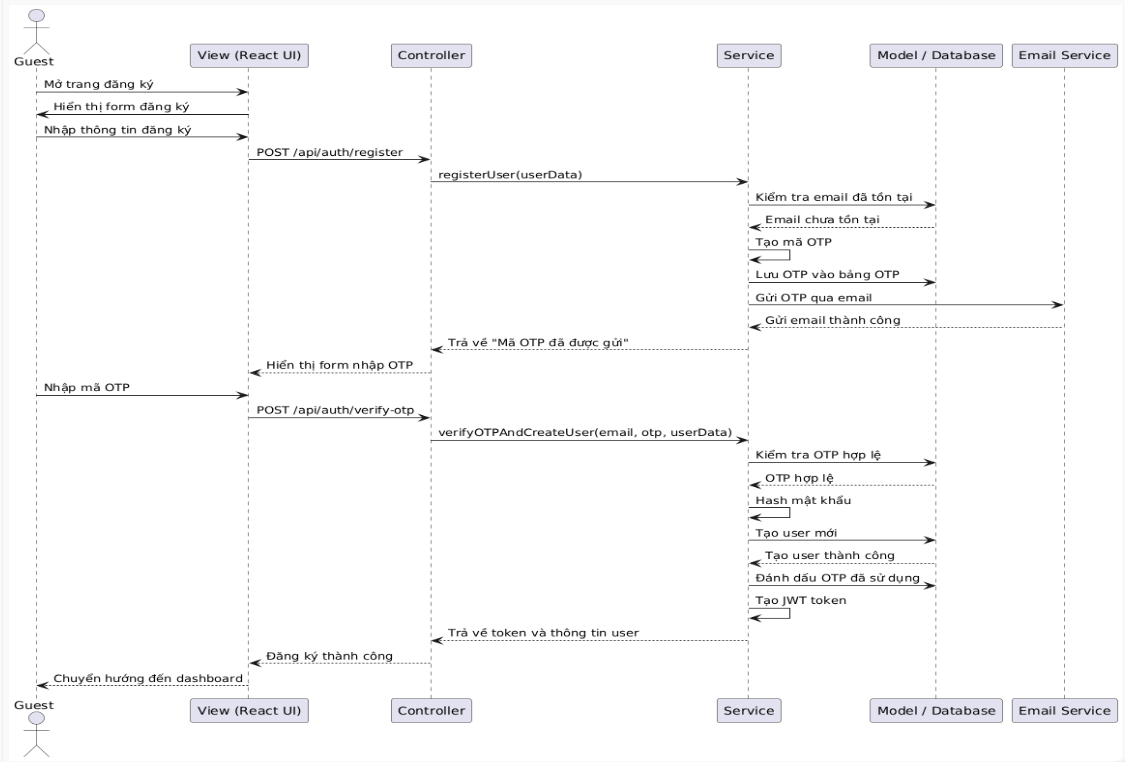 Guest
View (React UI)
Controller
Service
Model / Database
Email Service
Mở trang đăng ký
Hiển thị form đăng ký
Nhập thông tin đăng ký
POST /api/auth/register
registerUser(userData)
Kiểm tra email đã tồn tại
Email chưa tồn tại
Tạo mã OTP
Lưu OTP vào bảng OTP
Gửi OTP qua email
Gửi email thành công
Trả về "Mã OTP đã được gửi"
Hiển thị form nhập OTP
Nhập mã OTP
POST /api/auth/verify-otp
verifyOTPAndCreateUser(email, otp, userData)
Kiểm tra OTP hợp lệ
OTP hợp lệ
Hash mật khẩu
Tạo user mới
Tạo user thành công
Đánh dấu OTP đã sử dụng
Tạo JWT token
Trả về token và thông tin user
Đăng ký thành công
Chuyển hướng đến dashboard
Guest
View (React UI)
Controller
Service
Model / Database
Email Service